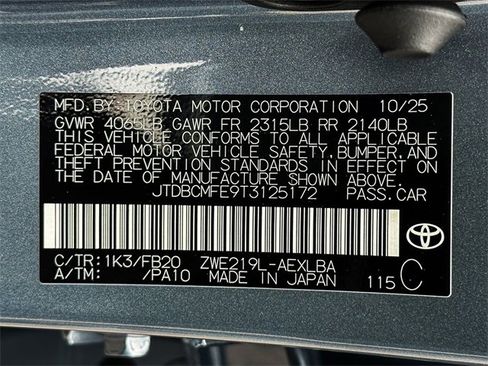 MFD.BY TOYOTA MOTOR CORPORATION 10/25
GVWR 4065LB GAWR FR 2315LB RR 2140LB
THIS VEHICLE CONFORMS TO ALL APPLICABLE
FEDERAL MOTOR VEHICLE SAFETY,BUMPER,AND
THEFT PREVENTION STANDARDS IN EFFECT ON
THE DATE OF MANUFACTURE SHOWN ABOVE.
JTDBCMFE9T3125172 PASS.CAR
C/TR:1K3/FB20 ZWE219L-AEXLBA
A/TM: /PA10 MADE IN JAPAN 115 C